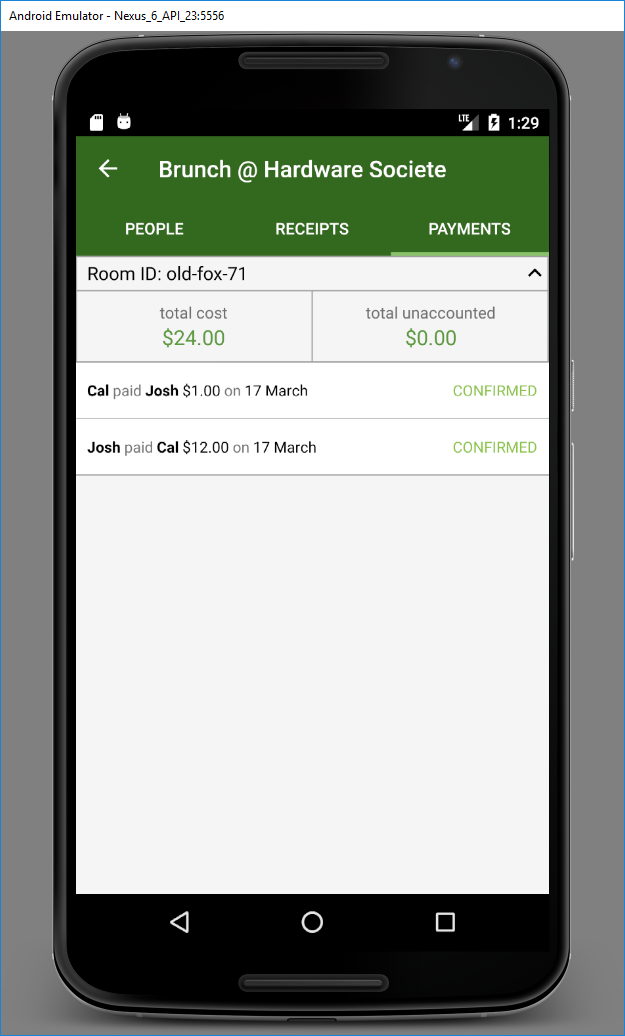 Android Emulator - Nexus_6_API_23:5556
LTE 1:29
Brunch @ Hardware Societe
PEOPLE RECEIPTS PAYMENTS
Room ID: old-fox-71
total cost total unaccounted
$24.00 $0.00
Cal paid Josh $1.00 on 17 March CONFIRMED
Josh paid Cal $12.00 on 17 March CONFIRMED